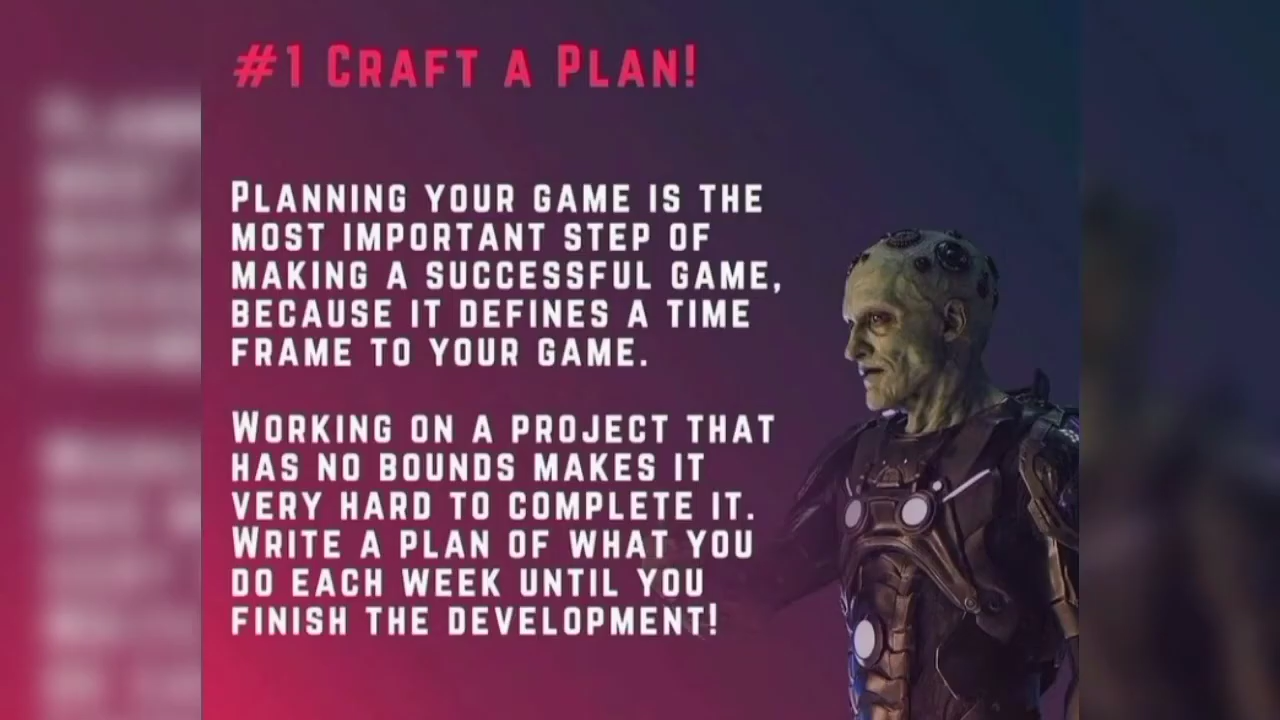 #1 CRAFT A PLAN!
PLANNING YOUR GAME IS THE
MOST IMPORTANT STEP OF
MAKING A SUCCESSFUL GAME,
BECAUSE IT DEFINES A TIME
FRAME TO YOUR GAME.
WORKING ON A PROJECT THAT
HAS NO BOUNDS MAKES IT
VERY HARD TO COMPLETE IT.
WRITE A PLAN OF WHAT YOU
DO EACH WEEK UNTIL YOU
FINISH THE DEVELOPMENT!